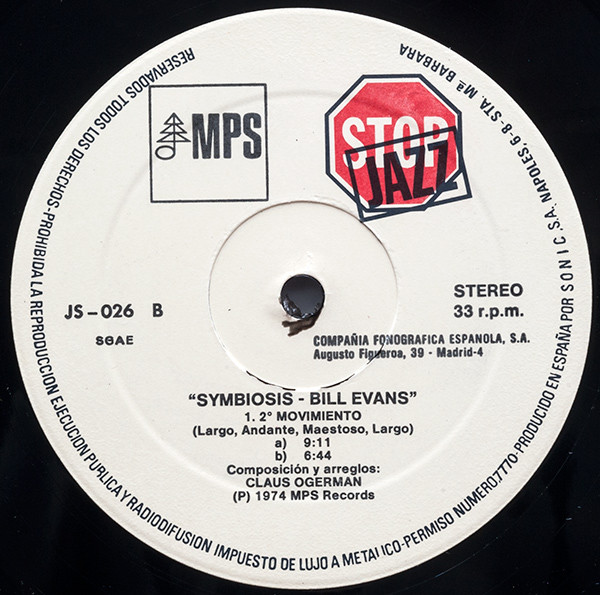 RESERVADOS TODOS LOS DERECHOS-PROHIBIDA LA REPRODUCCION EJECUCION PUBLICA Y RADIODIFUSION IMPUESTO DE LUJO A METALICO-PERMISO NUMERO.7770-PRODUCIDO EN ESPAÑA POR SONIC S.A. NAPOLES, 6-8-STA. Mª BARBARA
MPS
STOP
JAZZ
JS-026 B
SGAE
STEREO
33 r.p.m.
COMPAÑIA FONOGRAFICA ESPANOLA, S.A.
Augusto Figueroa, 39 - Madrid-4
"SYMBIOSIS - BILL EVANS"
1. 2° MOVIMIENTO
(Largo, Andante, Maestoso, Largo)
a) 9:11
b) 6:44
Composición y arreglos:
CLAUS OGERMAN
(P) 1974 MPS Records